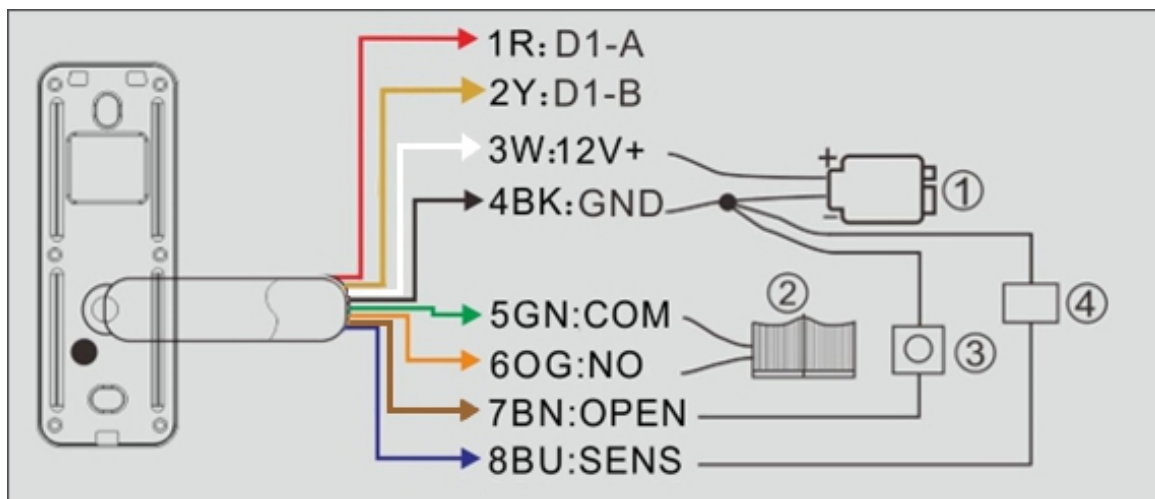 1R:D1-A
2Y:D1-B
3W:12V+
+
4BK:GND
−
①
5GN:COM
②
④
6OG:NO
③
7BN:OPEN
8BU:SENS